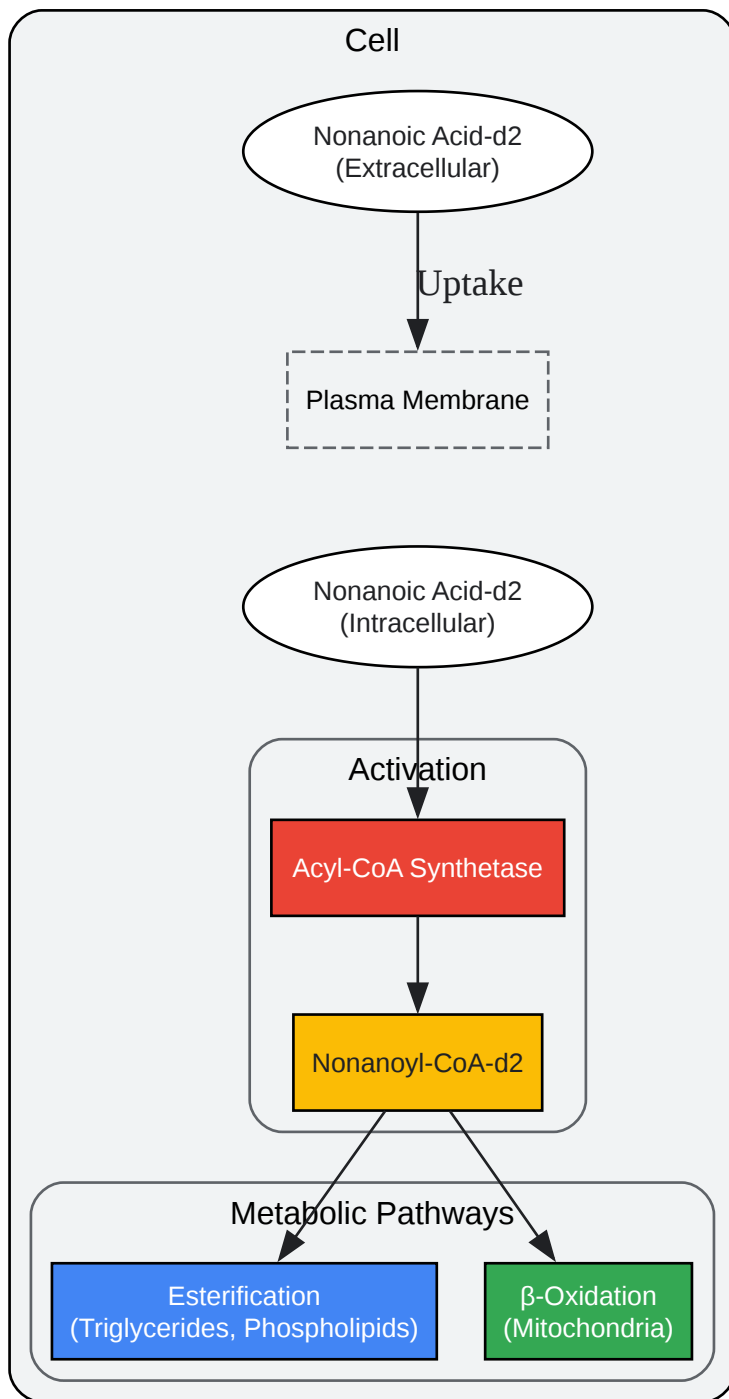 Cell
Nonanoic Acid-d2
(Extracellular)
Uptake
Plasma Membrane
Nonanoic Acid-d2
(Intracellular)
Activation
Acyl-CoA Synthetase
Nonanoyl-CoA-d2
Metabolic Pathways
Esterification
(Triglycerides, Phospholipids)
β-Oxidation
(Mitochondria)